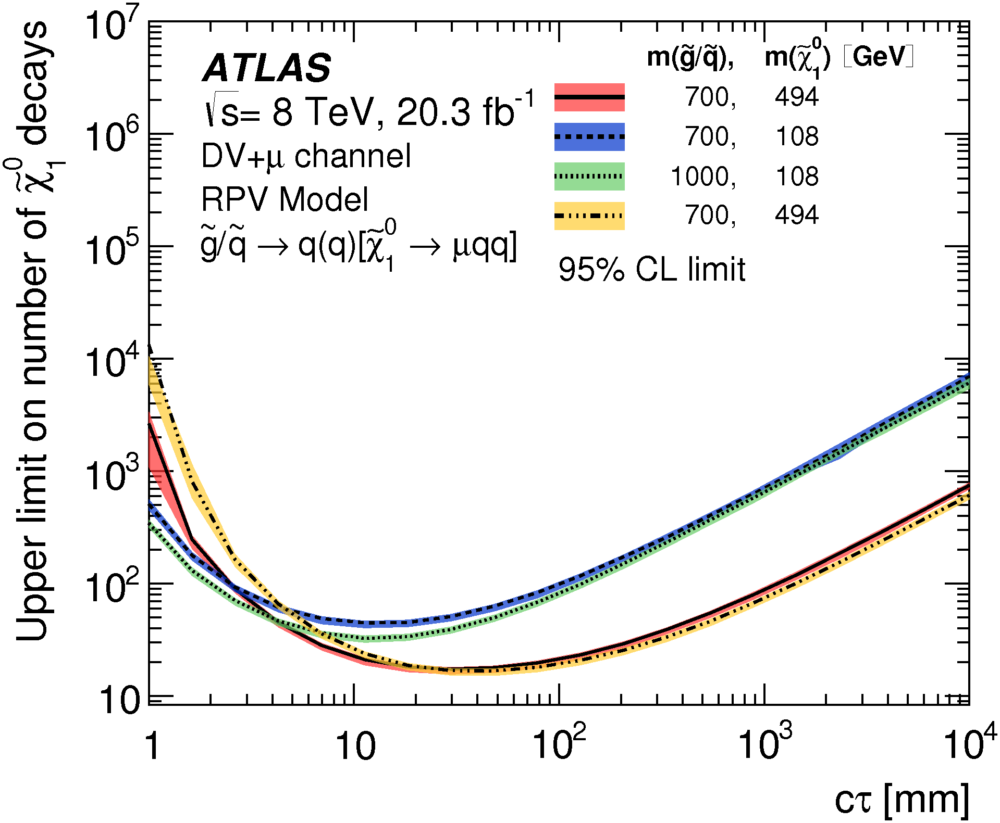 Upper limit on number of χ̃₁⁰ decays
10⁷
10⁶
10⁵
10⁴
10³
10²
10
ATLAS
√s= 8 TeV, 20.3 fb⁻¹
DV+μ channel
RPV Model
g̃/q̃ → q(q)[χ̃₁⁰ → μqq]
m(g̃/q̃), m(χ̃₁⁰) [GeV]
700, 494
700, 108
1000, 108
700, 494
95% CL limit
1 10 10² 10³ 10⁴
cτ [mm]